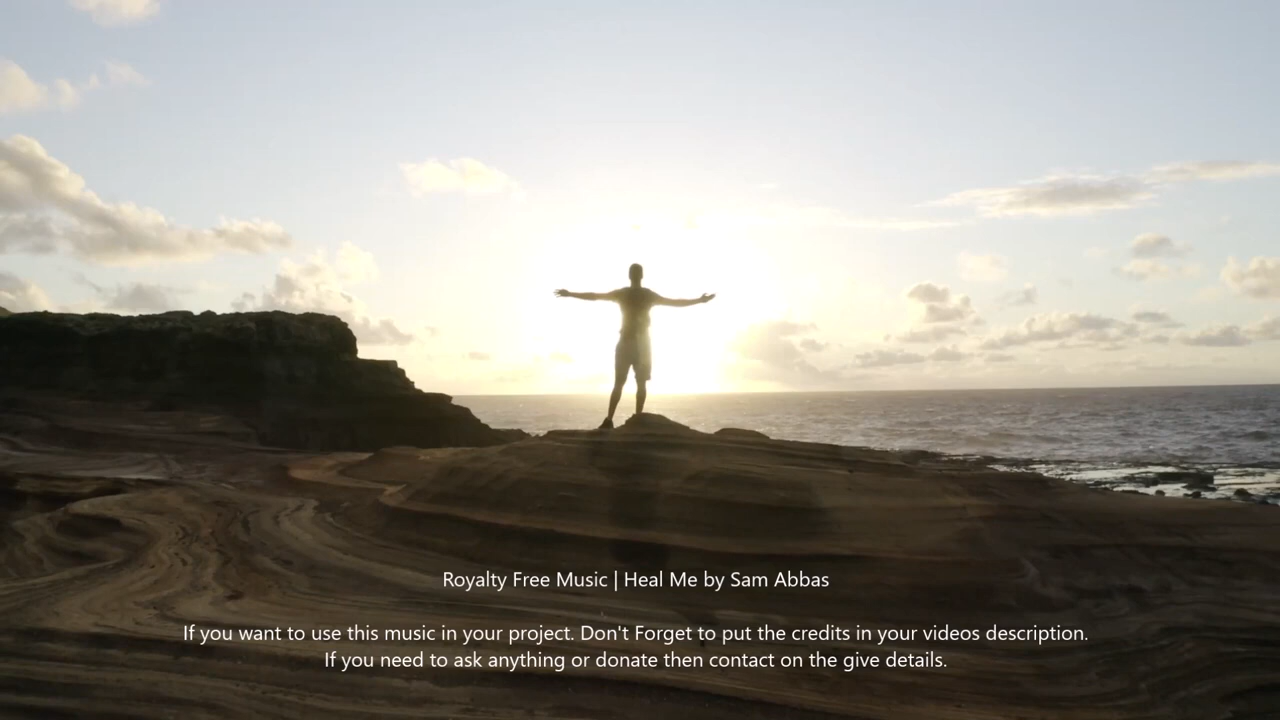 Royalty Free Music | Heal Me by Sam Abbas
If you want to use this music in your project. Don't Forget to put the credits in your videos description.
If you need to ask anything or donate then contact on the give details.